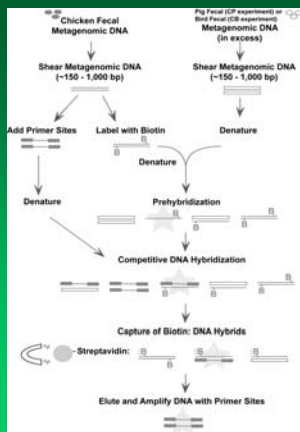 Chicken Fecal
Metagenomic DNA
Pig Fecal (CP experiment) or
Bird Fecal (CB experiment)
Metagenomic DNA
(in excess)
Shear Metagenomic DNA
(~150 - 1,000 bp)
Shear Metagenomic DNA
(~150 - 1,000 bp)
Add Primer Sites
Label with Biotin
Denature
B
B
Denature
Denature
Prehybridization
B
B
B
Competitive DNA Hybridization
B
B
B
Capture of Biotin: DNA Hybrids
Streptavidin:
B
B
B
B
Elute and Amplify DNA with Primer Sites